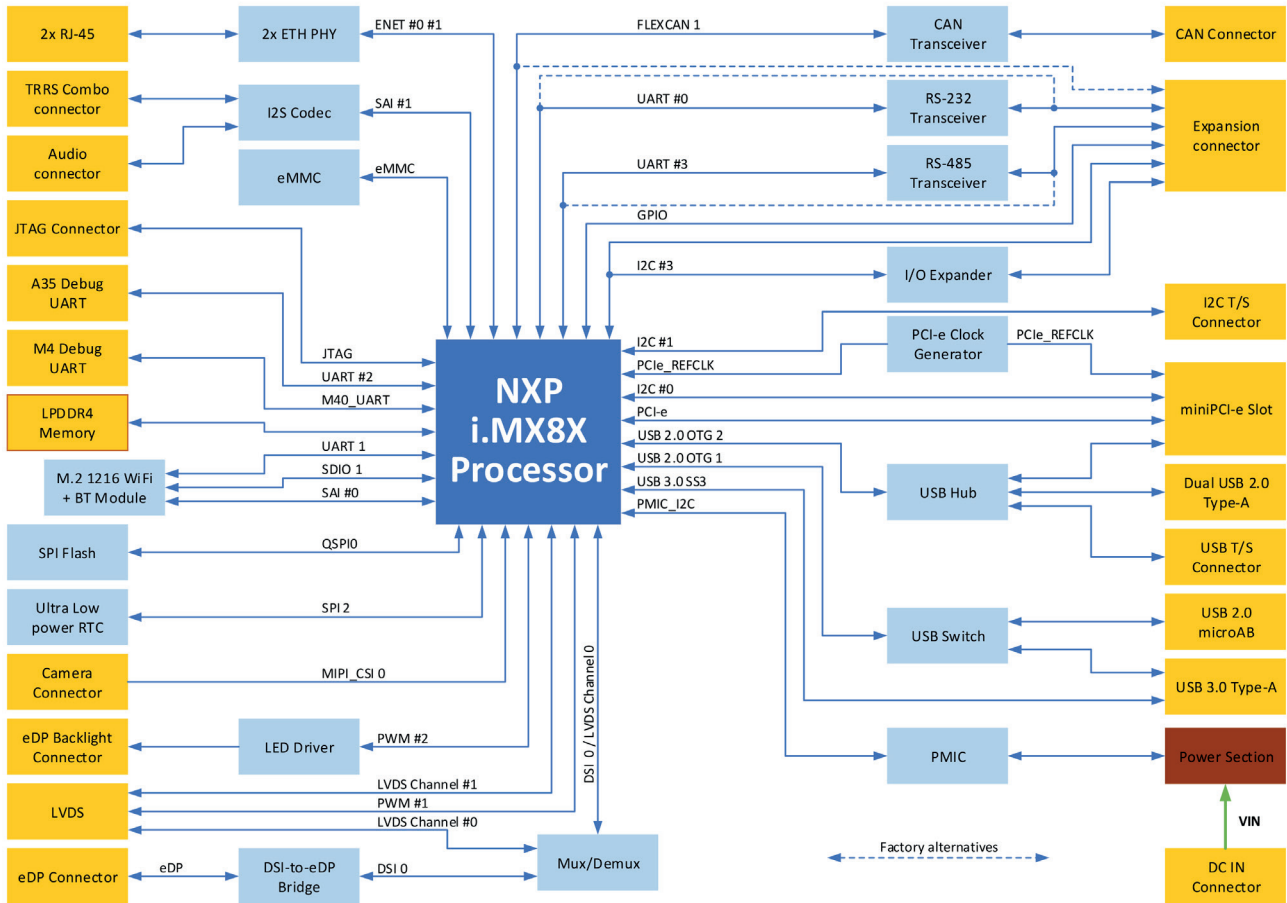 2x RJ-45
2x ETH PHY
ENET #0 #1
FLEXCAN 1
CAN
Transceiver
CAN Connector
TRRS Combo
connector
I2S Codec
SAI #1
UART #0
RS-232
Transceiver
Expansion
connector
Audio
connector
eMMC
eMMC
UART #3
RS-485
Transceiver
GPIO
JTAG Connector
I2C #3
I/O Expander
A35 Debug
UART
I2C T/S
Connector
M4 Debug
UART
JTAG
UART #2
M40_UART
I2C #1
PCIe_REFCLK
PCI-e Clock
Generator
PCIe_REFCLK
LPDDR4
Memory
NXP
i.MX8X
Processor
I2C #0
PCI-e
miniPCI-e Slot
UART 1
SDIO 1
SAI #0
M.2 1216 WiFi
+ BT Module
USB 2.0 OTG 2
USB 2.0 OTG 1
USB 3.0 SS3
PMIC_I2C
USB Hub
Dual USB 2.0
Type-A
SPI Flash
QSPI0
USB T/S
Connector
Ultra Low
power RTC
SPI 2
USB Switch
USB 2.0
microAB
Camera
Connector
MIPI_CSI 0
DSI 0 / LVDS Channel 0
USB 3.0 Type-A
eDP Backlight
Connector
LED Driver
PWM #2
PMIC
Power Section
LVDS
LVDS Channel #1
PWM #1
LVDS Channel #0
VIN
eDP Connector
eDP
DSI-to-eDP
Bridge
DSI 0
Mux/Demux
Factory alternatives
DC IN
Connector